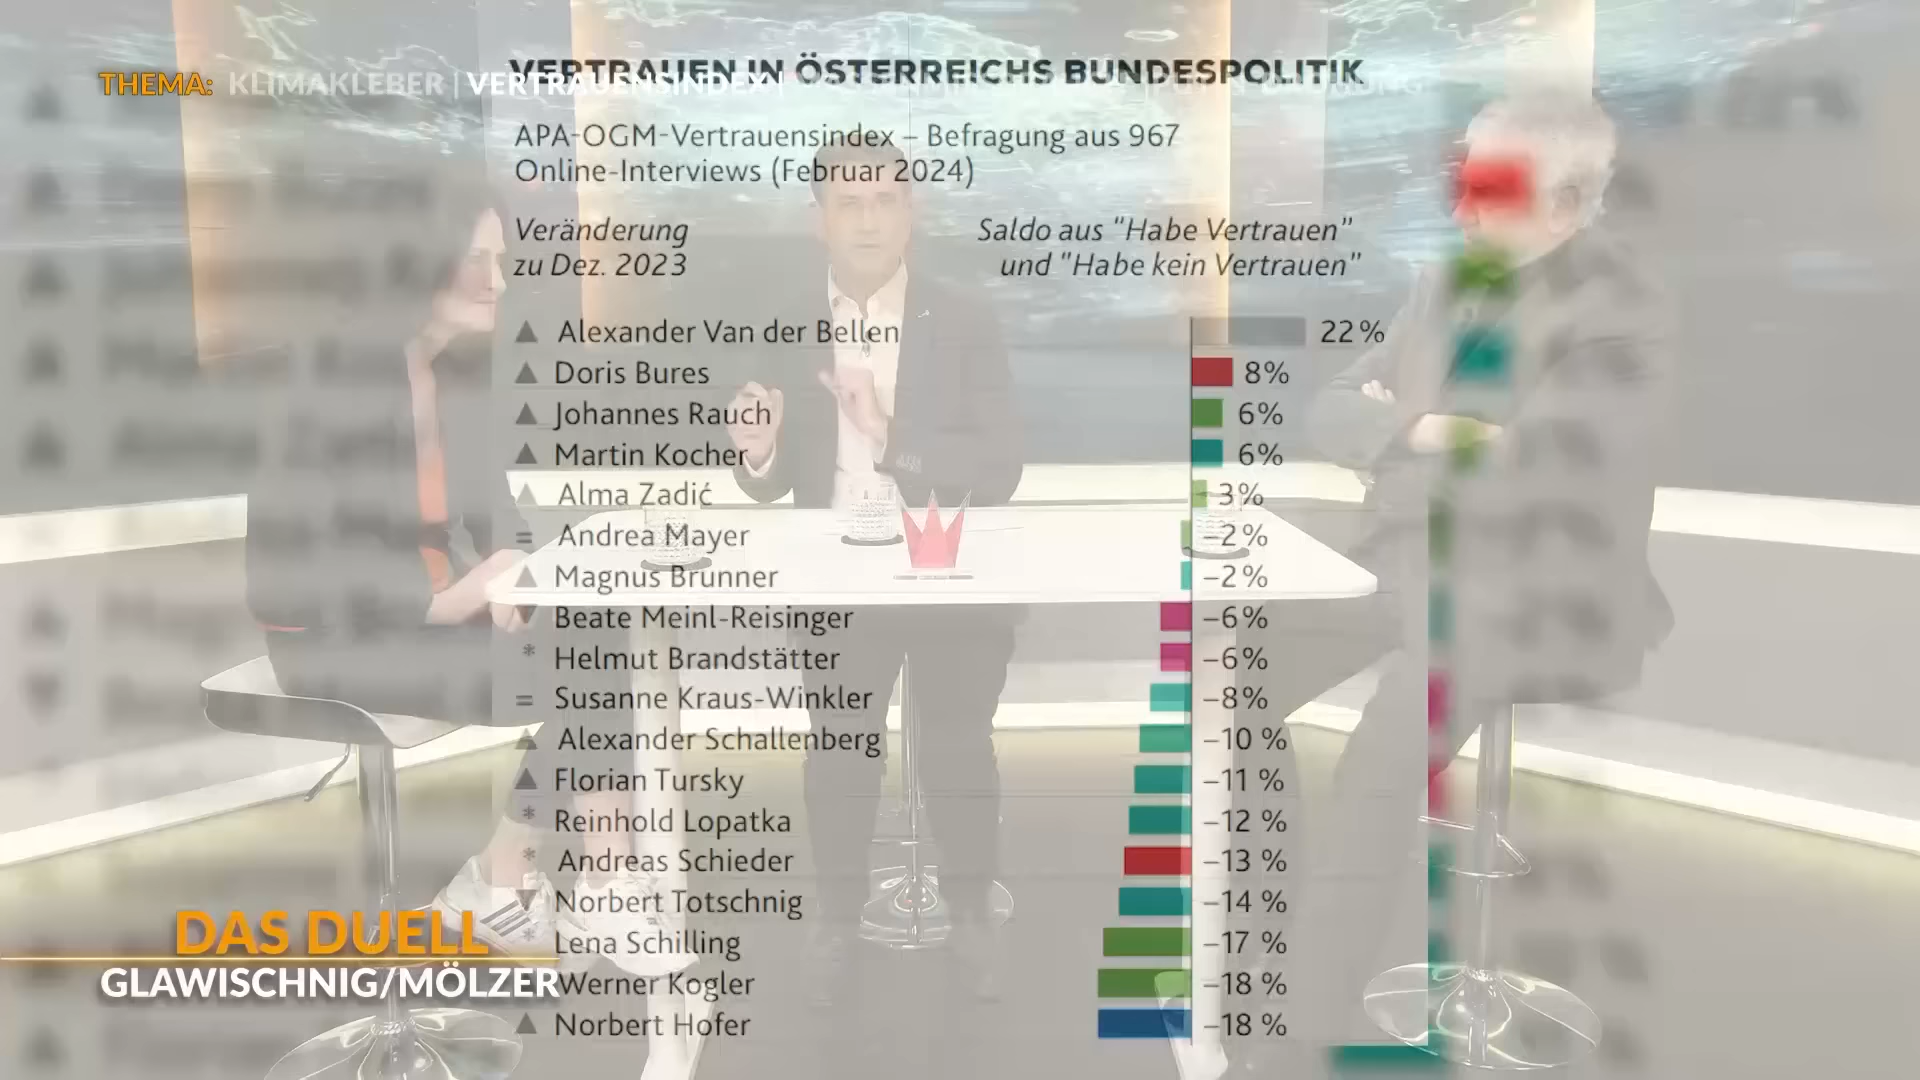 VERTRAUEN IN ÖSTERREICHS BUNDESPOLITIK
THEMA: KLIMAKLEBER | VERTRAUENSINDEX |
APA-OGM-Vertrauensindex – Befragung aus 967
Online-Interviews (Februar 2024)
Veränderung
zu Dez. 2023
Saldo aus "Habe Vertrauen"
und "Habe kein Vertrauen"
▲ Alexander Van der Bellen 22%
▲ Doris Bures 8%
▲ Johannes Rauch 6%
▲ Martin Kocher 6%
▲ Alma Zadić 3%
= Andrea Mayer –2%
▲ Magnus Brunner –2%
▼ Beate Meinl-Reisinger –6%
* Helmut Brandstätter –6%
= Susanne Kraus-Winkler –8%
▲ Alexander Schallenberg –10 %
▲ Florian Tursky –11 %
* Reinhold Lopatka –12 %
* Andreas Schieder –13 %
▼ Norbert Totschnig –14 %
* Lena Schilling –17 %
Werner Kogler –18 %
▲ Norbert Hofer –18 %
DAS DUELL
GLAWISCHNIG/MÖLZER